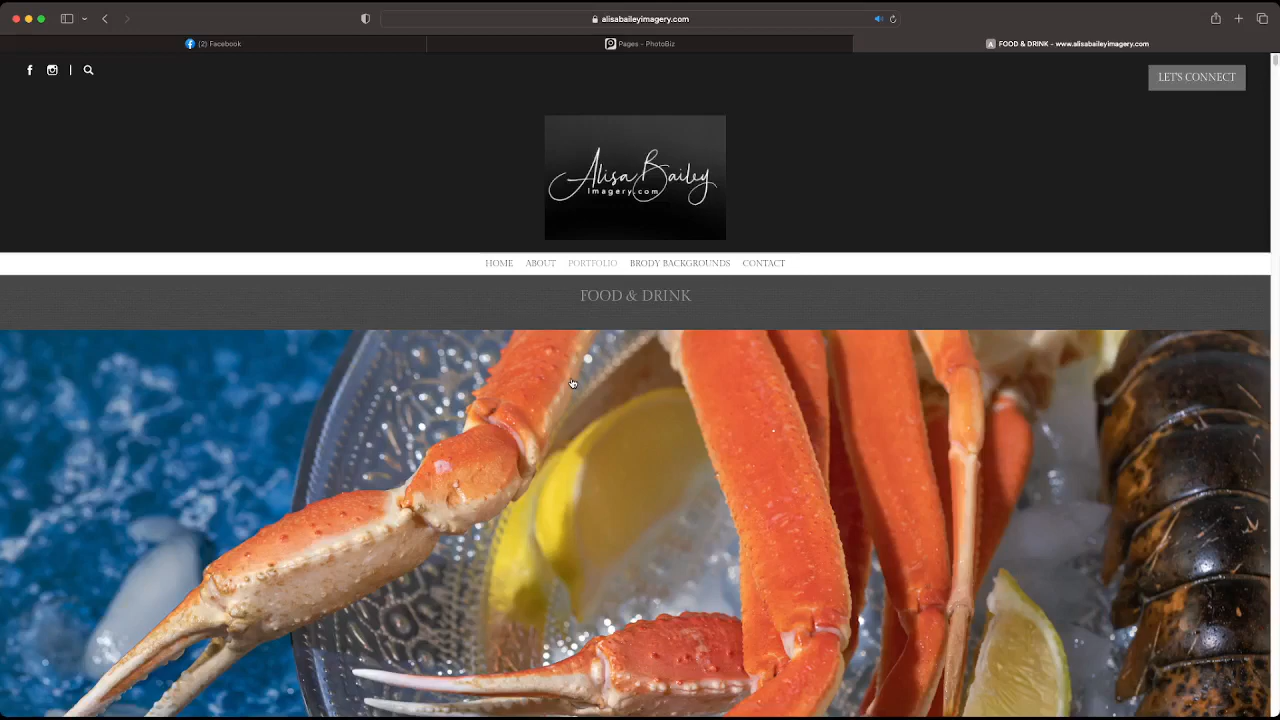 alisabaileyimagery.com
(2) Facebook
Pages - PhotoBiz
A FOOD & DRINK - www.alisabaileyimagery.com
LET'S CONNECT
Alisa Bailey
Imagery.com
HOME ABOUT PORTFOLIO BRODY BACKGROUNDS CONTACT
FOOD & DRINK